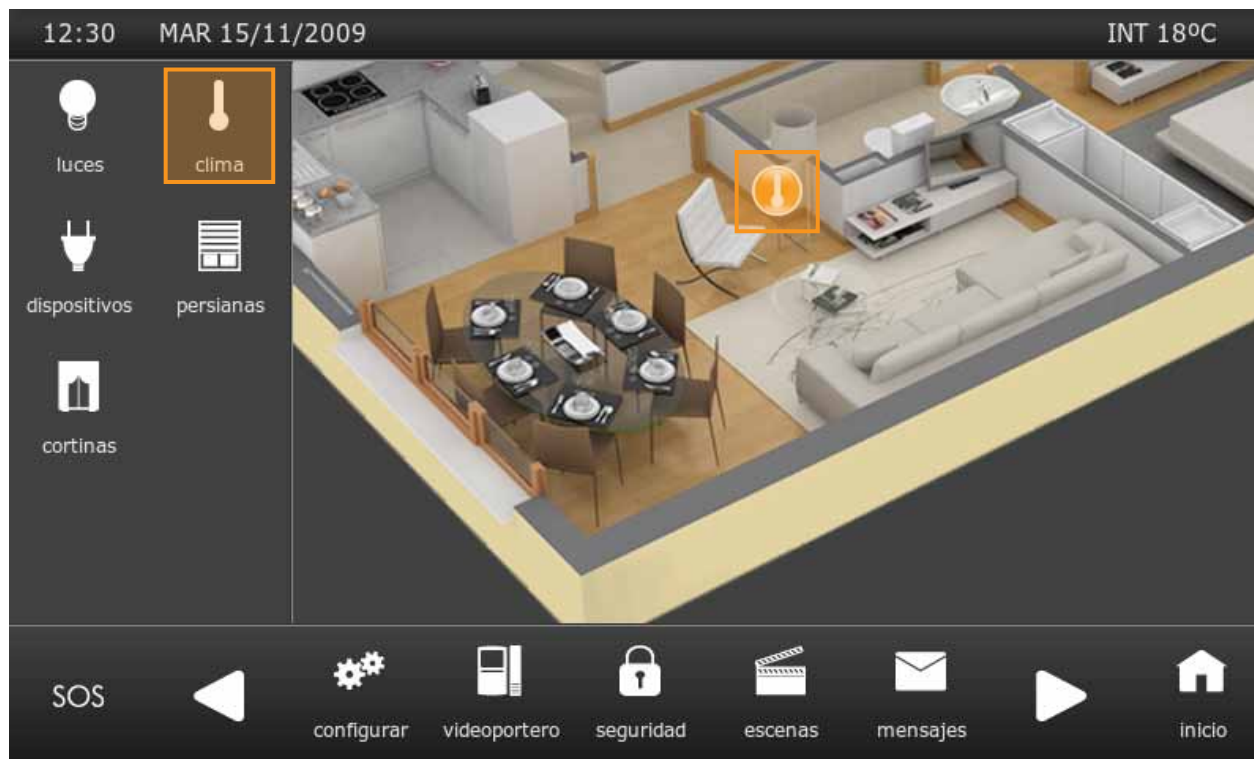 12:30 MAR 15/11/2009 INT 18ºC
luces clima
dispositivos persianas
cortinas
SOS configurar videoportero seguridad escenas mensajes inicio